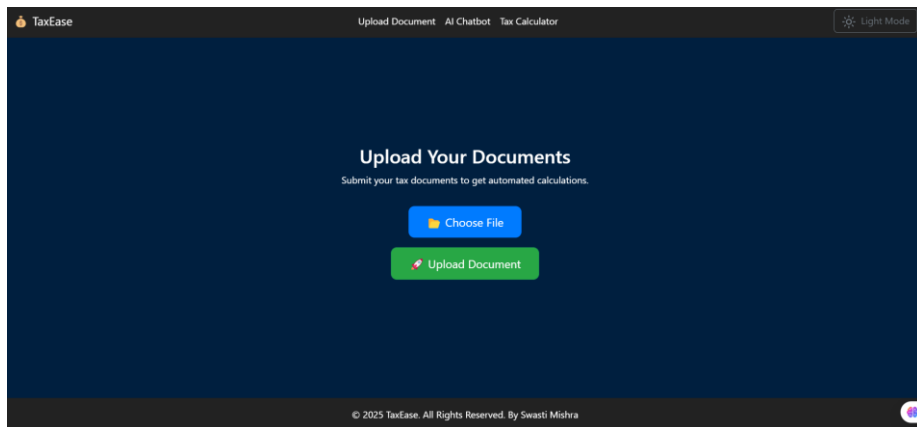 TaxEase
Upload Document AI Chatbot Tax Calculator
Light Mode
Upload Your Documents
Submit your tax documents to get automated calculations.
Choose File
Upload Document
© 2025 TaxEase. All Rights Reserved. By Swasti Mishra